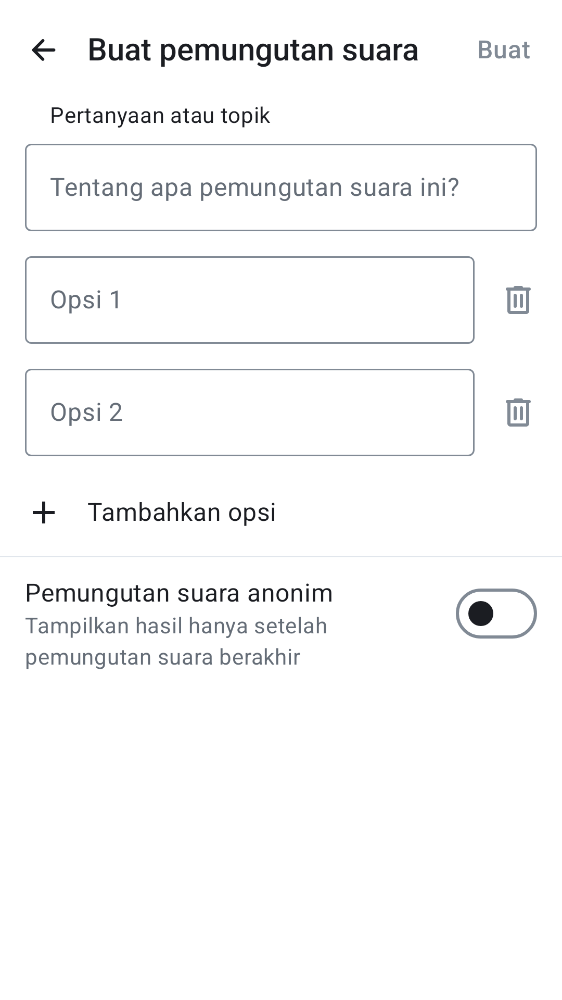 Buat pemungutan suara
Buat
Pertanyaan atau topik
Tentang apa pemungutan suara ini?
Opsi 1
Opsi 2
Tambahkan opsi
Pemungutan suara anonim
Tampilkan hasil hanya setelah
pemungutan suara berakhir